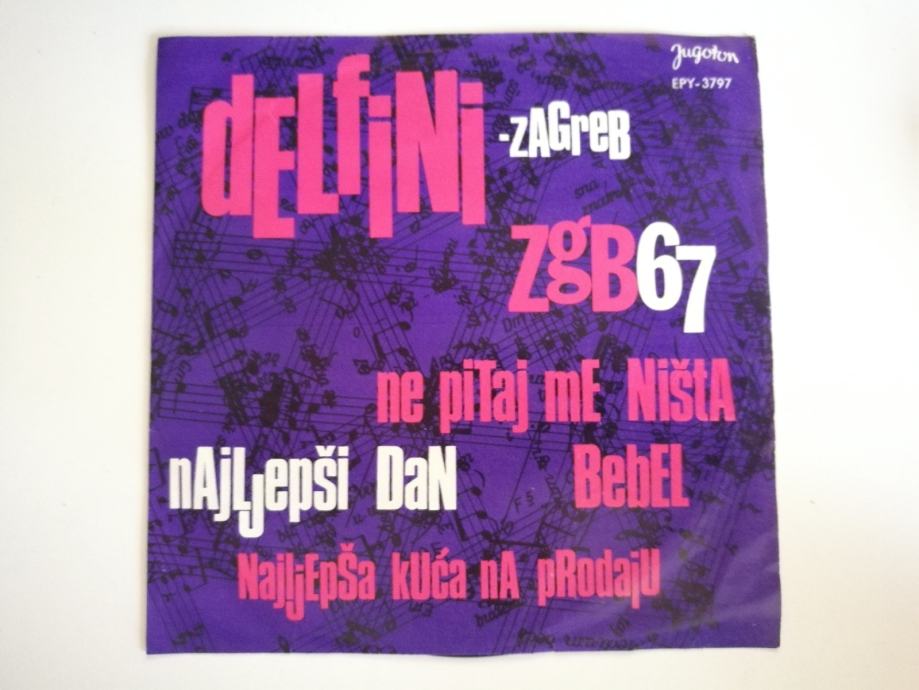 Jugoton
EPY-3797
dELfiNi -zAGreB
ZgB67
ne piTaj mE NištA
nAjLjepši DaN BebEL
NajljEpŠa kUća nA pRodajU